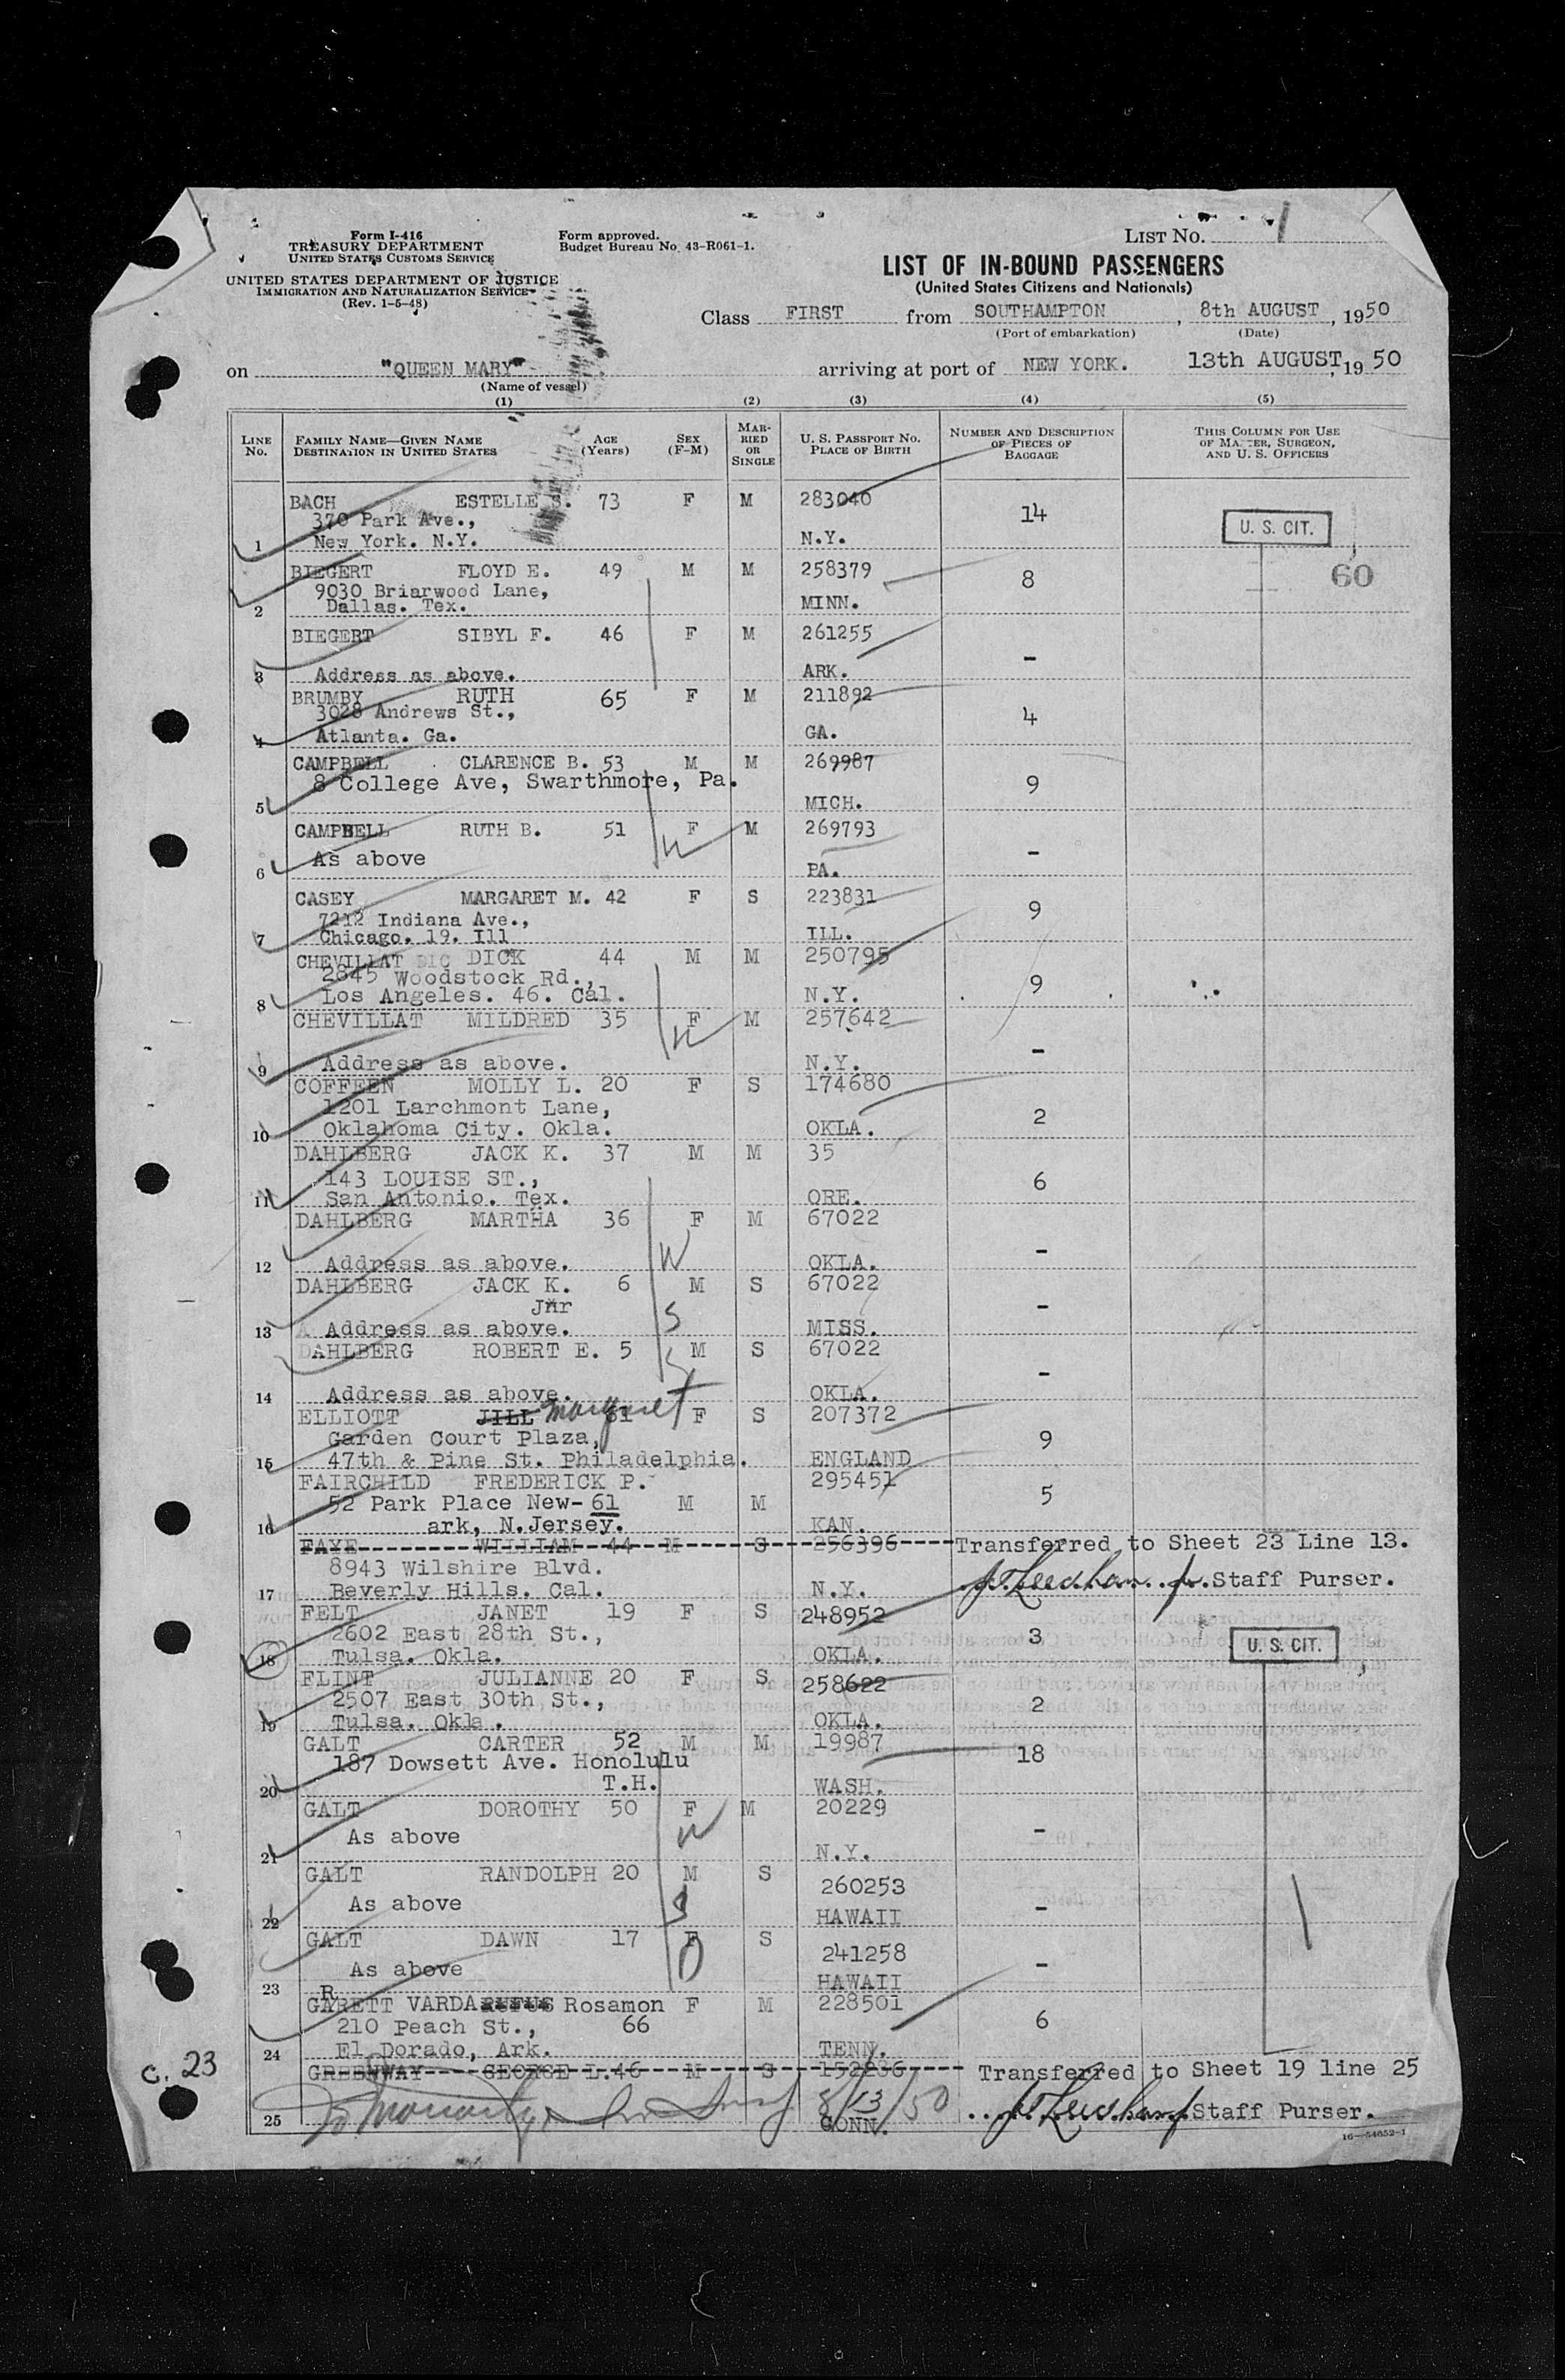 Form I-416
TREASURY DEPARTMENT
UNITED STATES CUSTOMS SERVICE
UNITED STATES DEPARTMENT OF JUSTICE
IMMIGRATION AND NATURALIZATION SERVICE
(Rev. 1-5-48)
Form approved.
Budget Bureau No. 43-R061-1.
LIST NO. 1
LIST OF IN-BOUND PASSENGERS
(United States Citizens and Nationals)
Class FIRST from SOUTHAMPTON, 8th AUGUST, 1950
(Port of embarkation) (Date)
on "QUEEN MARY" arriving at port of NEW YORK. 13th AUGUST, 1950
(Name of vessel)
(1) (2) (3) (4) (5)
LINE NO. FAMILY NAME—GIVEN NAME DESTINATION IN UNITED STATES AGE (Years) SEX (F-M) MARRIED OR SINGLE U. S. PASSPORT NO. PLACE OF BIRTH NUMBER AND DESCRIPTION OF PIECES OF BAGGAGE THIS COLUMN FOR USE OF MASTER, SURGEON, AND U. S. OFFICERS
BACH ESTELLE S. 73 F M 283040
370 Park Ave., 14 U. S. CIT.
1 New York. N.Y. N.Y.
BIEGERT FLOYD E. 49 M M 258379
9030 Briarwood Lane, 8 60
2 Dallas. Tex. MINN.
BIEGERT SIBYL F. 46 F M 261255
3 Address as above. ARK. -
BRUMBY RUTH 65 F M 211892
3028 Andrews St., 4
4 Atlanta. Ga. GA.
CAMPBELL CLARENCE B. 53 M M 269987
8 College Ave, Swarthmore, Pa. 9
5 MICH.
CAMPBELL RUTH B. 51 F M 269793
6 As above W PA. -
CASEY MARGARET M. 42 F S 223831
7212 Indiana Ave., 9
7 Chicago. 19. Ill ILL.
CHEVILLAT DIC DICK 44 M M 250795
2845 Woodstock Rd., 9
8 Los Angeles. 46. Cal. N.Y.
CHEVILLAT MILDRED 35 F M 257642
W
9 Address as above. N.Y. -
COFFEEN MOLLY L. 20 F S 174680
1201 Larchmont Lane, 2
10 Oklahoma City. Okla. OKLA.
DAHLBERG JACK K. 37 M M 35
143 LOUISE ST., 6
11 San Antonio. Tex. ORE.
DAHLBERG MARTHA 36 F M 67022
12 Address as above. W OKLA. -
DAHLBERG JACK K. 6 M S 67022
Jnr S -
13 Address as above. MISS.
DAHLBERG ROBERT E. 5 M S 67022
S
14 Address as above. OKLA. -
ELLIOTT JILL Margaret 61 F S 207372
Garden Court Plaza, 9
15 47th & Pine St. Philadelphia. ENGLAND
FAIRCHILD FREDERICK P. 295451
52 Park Place New- 61 M M 5
16 ark, N.Jersey. KAN.
FAYE WILLIAM 44 M S 256396 Transferred to Sheet 23 Line 13.
8943 Wilshire Blvd. Staff Purser.
17 Beverly Hills. Cal. N.Y.
FELT JANET 19 F S 248952
2602 East 28th St., 3 U. S. CIT.
18 Tulsa. Okla. OKLA.
FLINT JULIANNE 20 F S 258622
2507 East 30th St., 2
19 Tulsa. Okla. OKLA.
GALT CARTER 52 M M 19987
187 Dowsett Ave. Honolulu 18
20 T.H. WASH.
GALT DOROTHY 50 F M 20229
As above W -
21 N.Y.
GALT RANDOLPH 20 M S 260253
As above S -
22 HAWAII
GALT DAWN 17 F S 241258
As above D -
23 HAWAII
R
GARETT VARDA RUFUS Rosamon F M 228501
210 Peach St., 66 6
24 El Dorado, Ark. TENN.
GREENWAY GEORGE L. 46 M S 152236 Transferred to Sheet 19 line 25
C. 23
25 8/13/50 CONN. Staff Purser.
16—54652-1